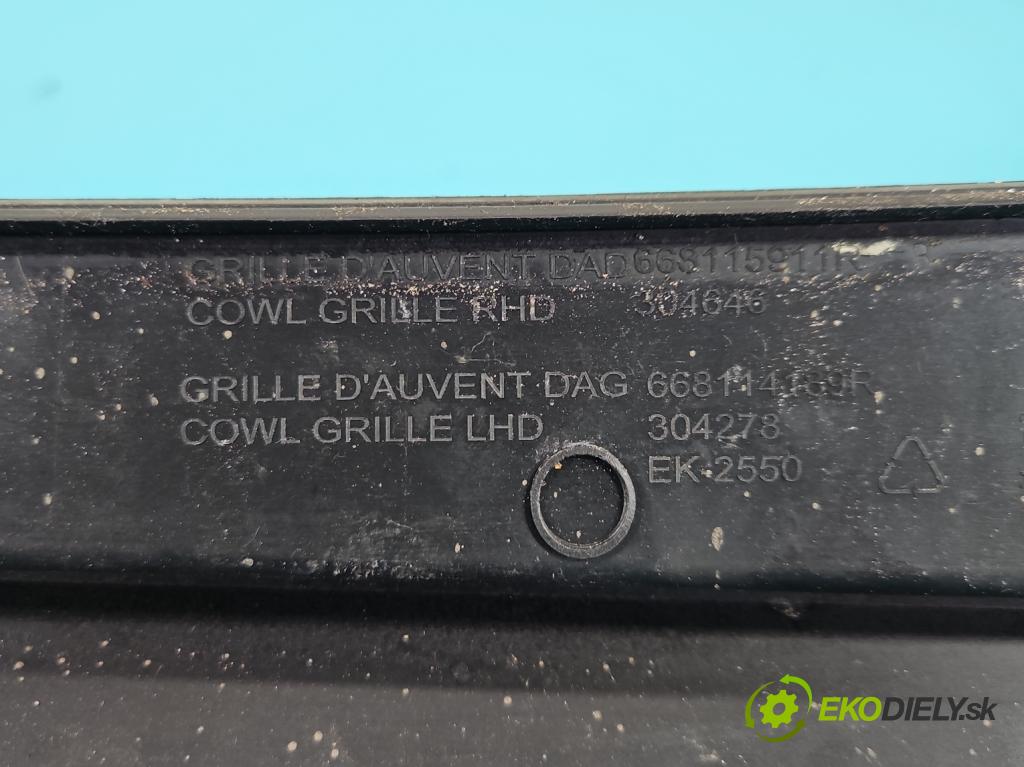 GRILLE D'AUVENT DAD 668115911R
COWL GRILLE RHD 304646
GRILLE D'AUVENT DAG 668114169R
COWL GRILLE LHD 304278
EK-2550
EKODIELY.sk